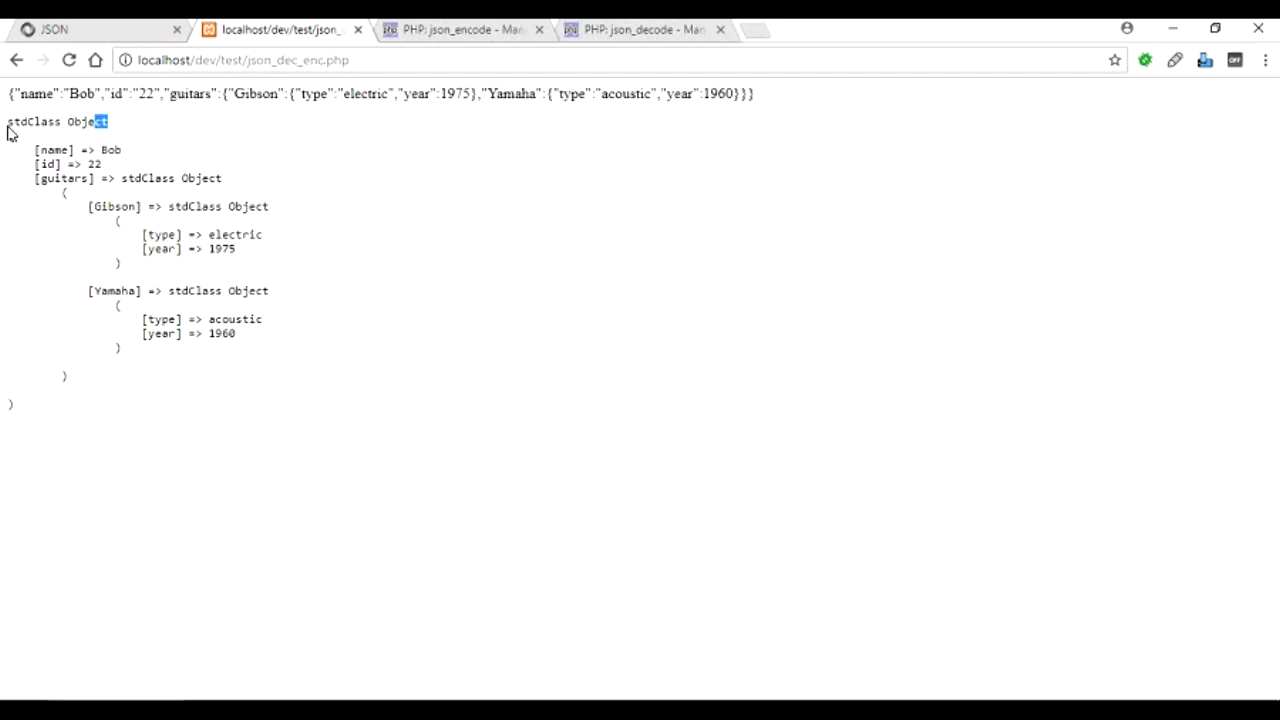 JSON
localhost/dev/test/json_
PHP: json_encode - Man
PHP: json_decode - Man
localhost/dev/test/json_dec_enc.php
OFF
{"name":"Bob","id":"22","guitars":{"Gibson":{"type":"electric","year":1975},"Yamaha":{"type":"acoustic","year":1960}}}
stdClass Object
[name] => Bob
[id] => 22
[guitars] => stdClass Object
(
[Gibson] => stdClass Object
(
[type] => electric
[year] => 1975
)
[Yamaha] => stdClass Object
(
[type] => acoustic
[year] => 1960
)
)
)